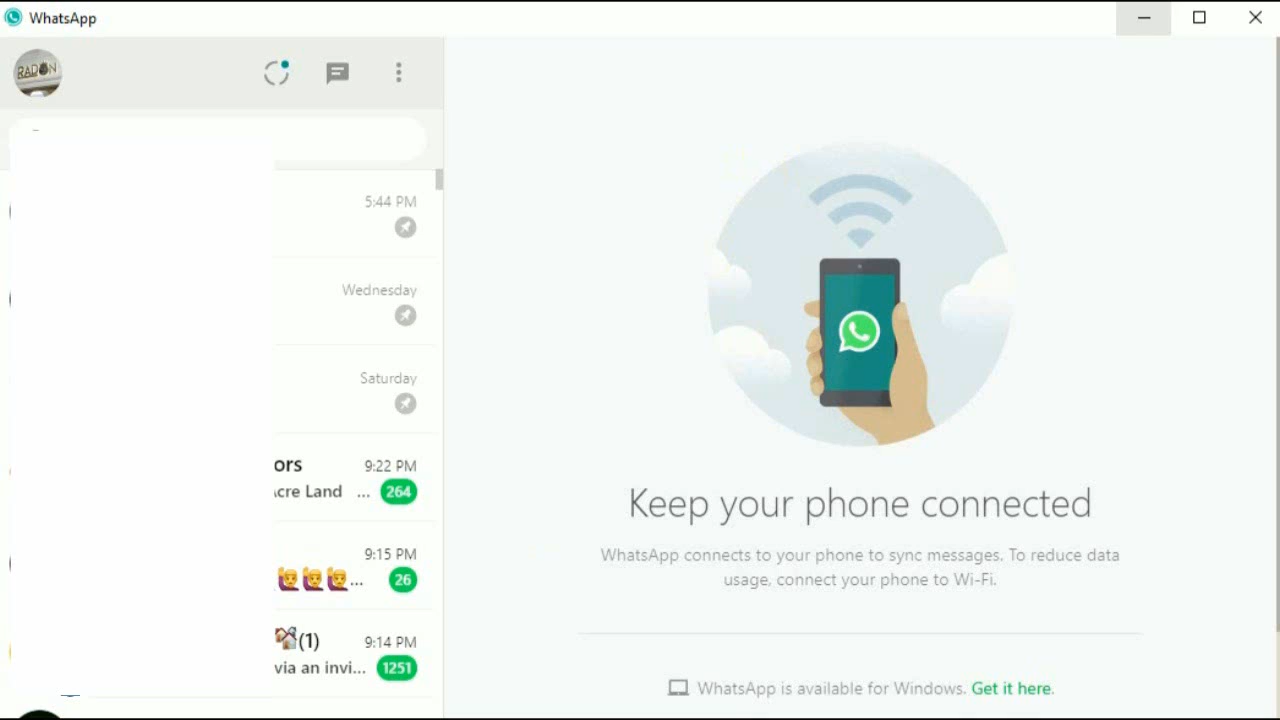 WhatsApp
RADON
5:44 PM
Wednesday
Saturday
ors 9:22 PM
cre Land ... 264
9:15 PM
🙋‍♂️🙋‍♂️🙋‍♂️... 26
🏘️(1) 9:14 PM
via an invi... 1251
Keep your phone connected
WhatsApp connects to your phone to sync messages. To reduce data
usage, connect your phone to Wi-Fi.
WhatsApp is available for Windows. Get it here.